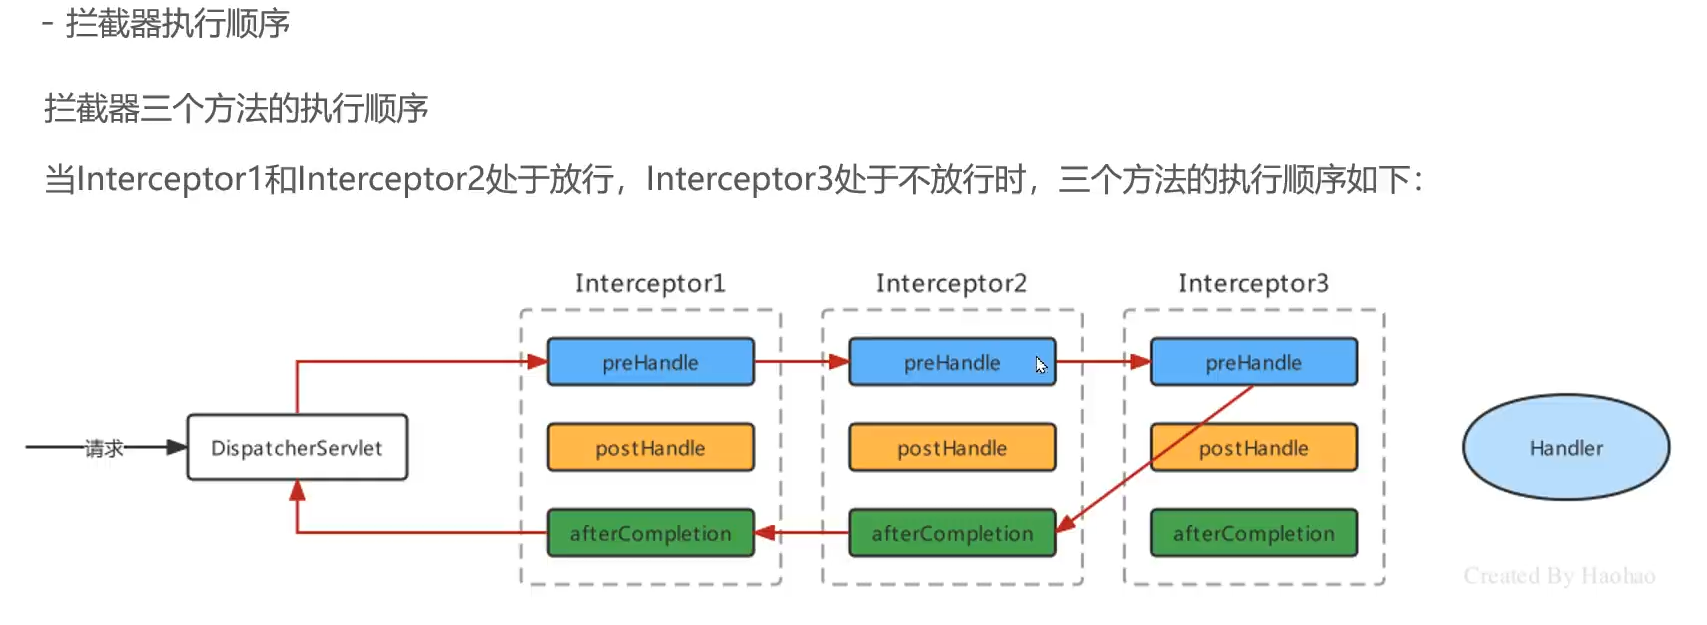 - 拦截器执行顺序
拦截器三个方法的执行顺序
当Interceptor1和Interceptor2处于放行，Interceptor3处于不放行时，三个方法的执行顺序如下：
Interceptor1 Interceptor2 Interceptor3
preHandle preHandle preHandle
请求 DispatcherServlet postHandle postHandle postHandle Handler
afterCompletion afterCompletion afterCompletion
Created By Haohao